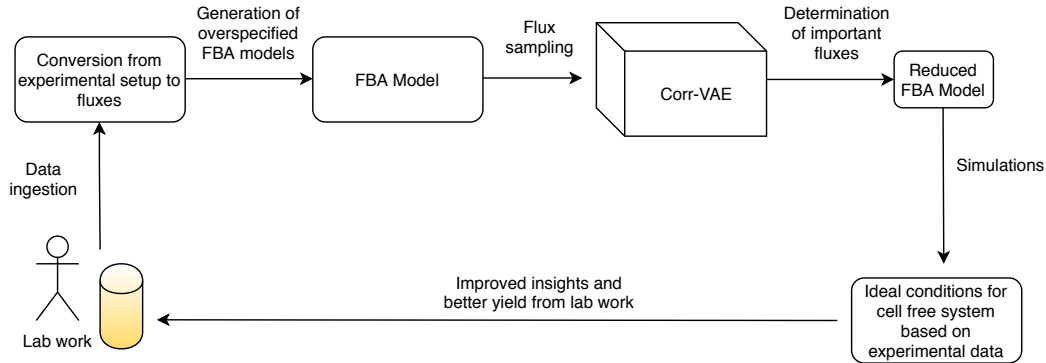 Conversion from
experimental setup to
fluxes
Generation of
overspecified
FBA models
FBA Model
Flux
sampling
Corr-VAE
Determination
of important
fluxes
Reduced
FBA Model
Simulations
Ideal conditions for
cell free system
based on
experimental data
Improved insights and
better yield from lab work
Lab work
Data
ingestion